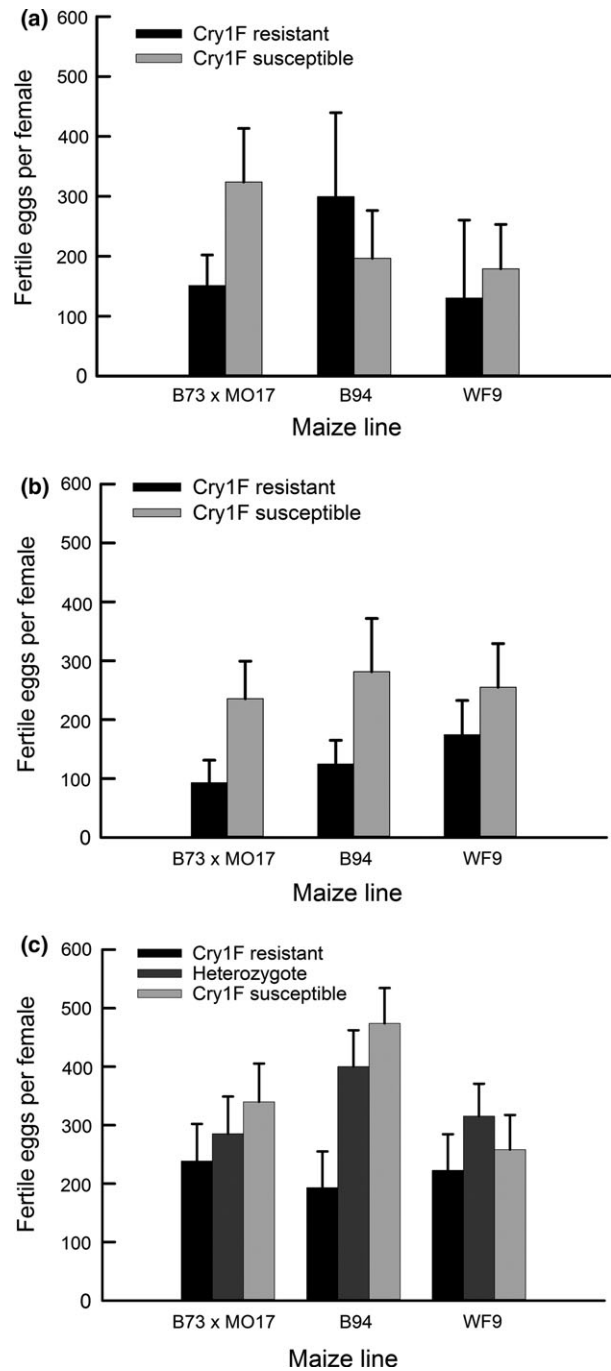 (a)
600
500
400
300
200
100
0
Fertile eggs per female
Cry1F resistant
Cry1F susceptible
B73 x MO17 B94 WF9
Maize line
(b)
600
500
400
300
200
100
0
Fertile eggs per female
Cry1F resistant
Cry1F susceptible
B73 x MO17 B94 WF9
Maize line
(c)
600
500
400
300
200
100
0
Fertile eggs per female
Cry1F resistant
Heterozygote
Cry1F susceptible
B73 x MO17 B94 WF9
Maize line